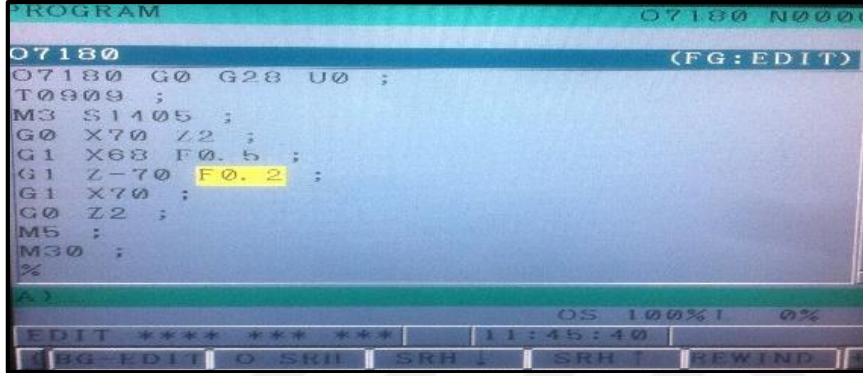 PROGRAM O7180 N000
O7180 (FG:EDIT)
O7180 G0 G28 U0 ;
T0909 ;
M3 S1405 ;
G0 X70 Z2 ;
G1 X68 F0.5 ;
G1 Z-70 F0.2 ;
G1 X70 ;
G0 Z2 ;
M5 ;
M30 ;
%
A)
OS 100% L 0%
EDIT **** *** *** 11:45:40
BG-EDIT O SRH SRH ↓ SRH ↑ REWIND